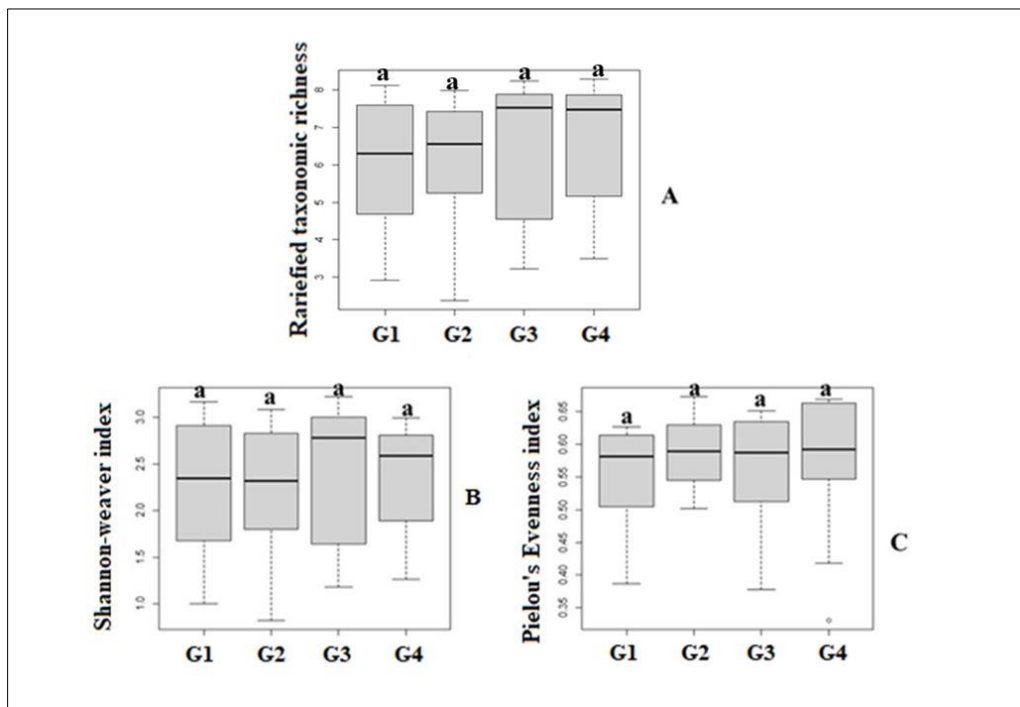 Rariefied taxonomic richness
8
7
6
5
4
3
a a a a
A
G1 G2 G3 G4
Shannon-weaver index
3.0
2.5
2.0
1.5
1.0
a a a a
B
G1 G2 G3 G4
Pielou's Evenness index
0.65
0.60
0.55
0.50
0.45
0.40
0.35
a a a a
C
G1 G2 G3 G4